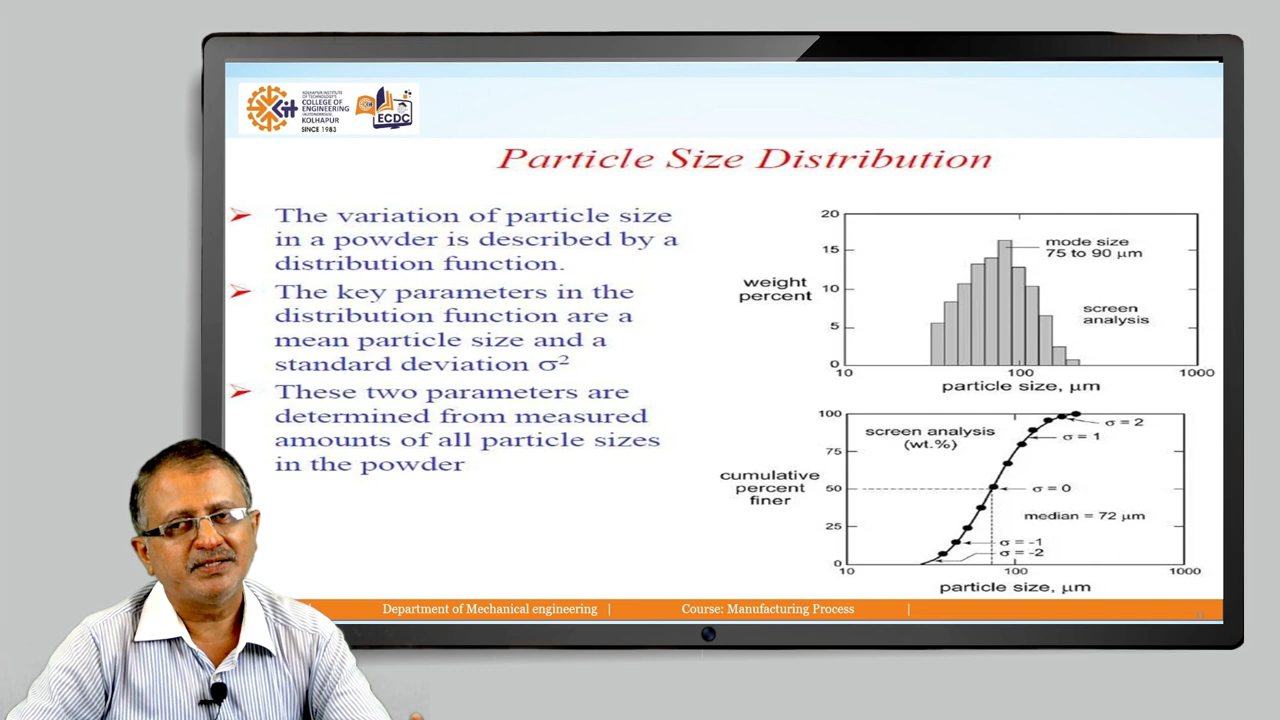 KOLHAPUR INSTITUTE
OF TECHNOLOGY'S
COLLEGE OF
ENGINEERING
(AUTONOMOUS),
KOLHAPUR
SINCE 1983
ECDC
Particle Size Distribution
The variation of particle size
in a powder is described by a
distribution function.
The key parameters in the
distribution function are a
mean particle size and a
standard deviation σ²
These two parameters are
determined from measured
amounts of all particle sizes
in the powder
20
15
10
5
0
weight
percent
mode size
75 to 90 µm
screen
analysis
10
100
1000
particle size, µm
100
75
50
25
0
cumulative
percent
finer
screen analysis
(wt.%)
σ = 2
σ = 1
σ = 0
median = 72 µm
σ = -1
σ = -2
10
100
1000
particle size, µm
Department of Mechanical engineering |
Course: Manufacturing Process |